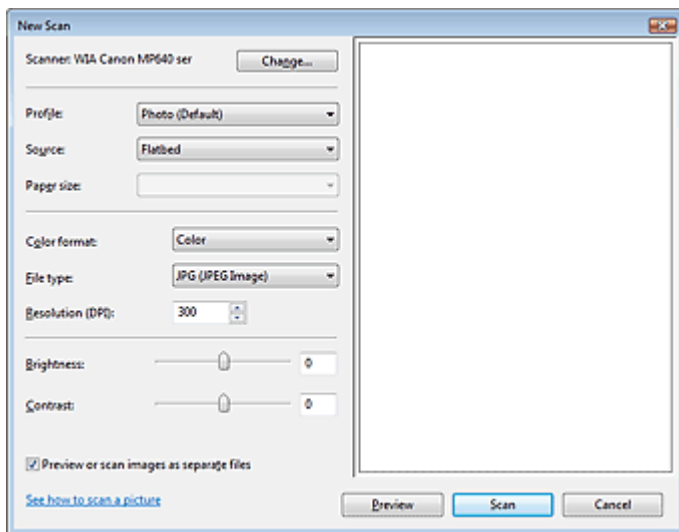 New Scan
Scanner: WIA Canon MP640 ser
Change...
Profile:
Photo (Default)
Source:
Flatbed
Paper size:
Color format:
Color
File type:
JPG (JPEG Image)
Resolution (DPI):
300
Brightness:
0
Contrast:
0
Preview or scan images as separate files
See how to scan a picture
Preview
Scan
Cancel